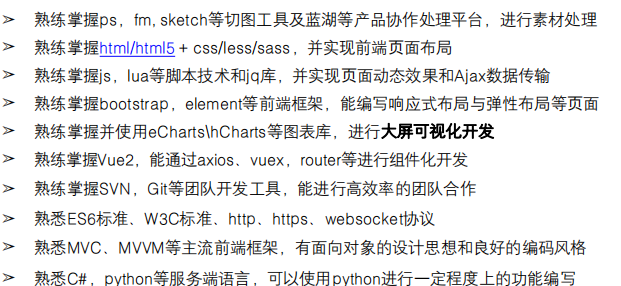 熟练掌握ps，fm, sketch等切图工具及蓝湖等产品协作处理平台，进行素材处理
熟练掌握html/html5 + css/less/sass，并实现前端页面布局
熟练掌握js，lua等脚本技术和jq库，并实现页面动态效果和Ajax数据传输
熟练掌握bootstrap，element等前端框架，能编写响应式布局与弹性布局等页面
熟练掌握并使用eCharts\hCharts等图表库，进行大屏可视化开发
熟练掌握Vue2，能通过axios、vuex，router等进行组件化开发
熟练掌握SVN，Git等团队开发工具，能进行高效率的团队合作
熟悉ES6标准、W3C标准、http、https、websocket协议
熟悉MVC、MVVM等主流前端框架，有面向对象的设计思想和良好的编码风格
熟悉C#，python等服务端语言，可以使用python进行一定程度上的功能编写